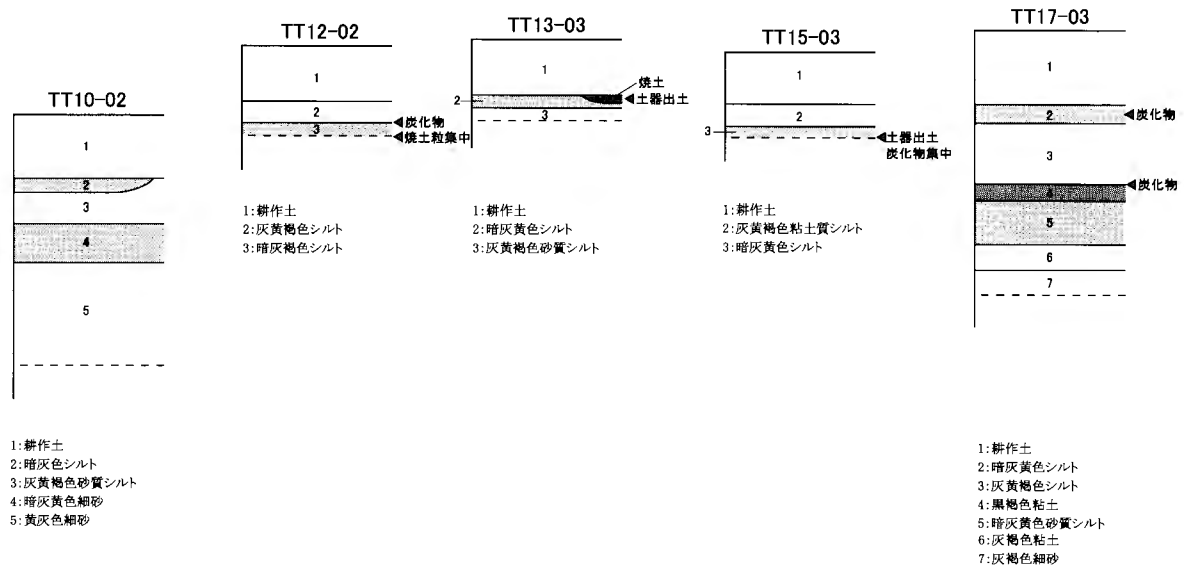 TT10-02
1
2
3
4
5
1:耕作土
2:暗灰色シルト
3:灰黄褐色砂質シルト
4:暗灰黄色細砂
5:黄灰色細砂
TT12-02
1
2
3
◀炭化物
◀焼土粒集中
1:耕作土
2:灰黄褐色シルト
3:暗灰褐色シルト
TT13-03
1
2
3
焼土
◀土器出土
1:耕作土
2:暗灰黄色シルト
3:灰黄褐色砂質シルト
TT15-03
1
2
3
◀土器出土
炭化物集中
1:耕作土
2:灰黄褐色粘土質シルト
3:暗灰黄色シルト
TT17-03
1
2
◀炭化物
3
◀炭化物
4
5
6
7
1:耕作土
2:暗灰黄色シルト
3:灰黄褐色シルト
4:黒褐色粘土
5:暗灰黄色砂質シルト
6:灰褐色粘土
7:灰褐色細砂